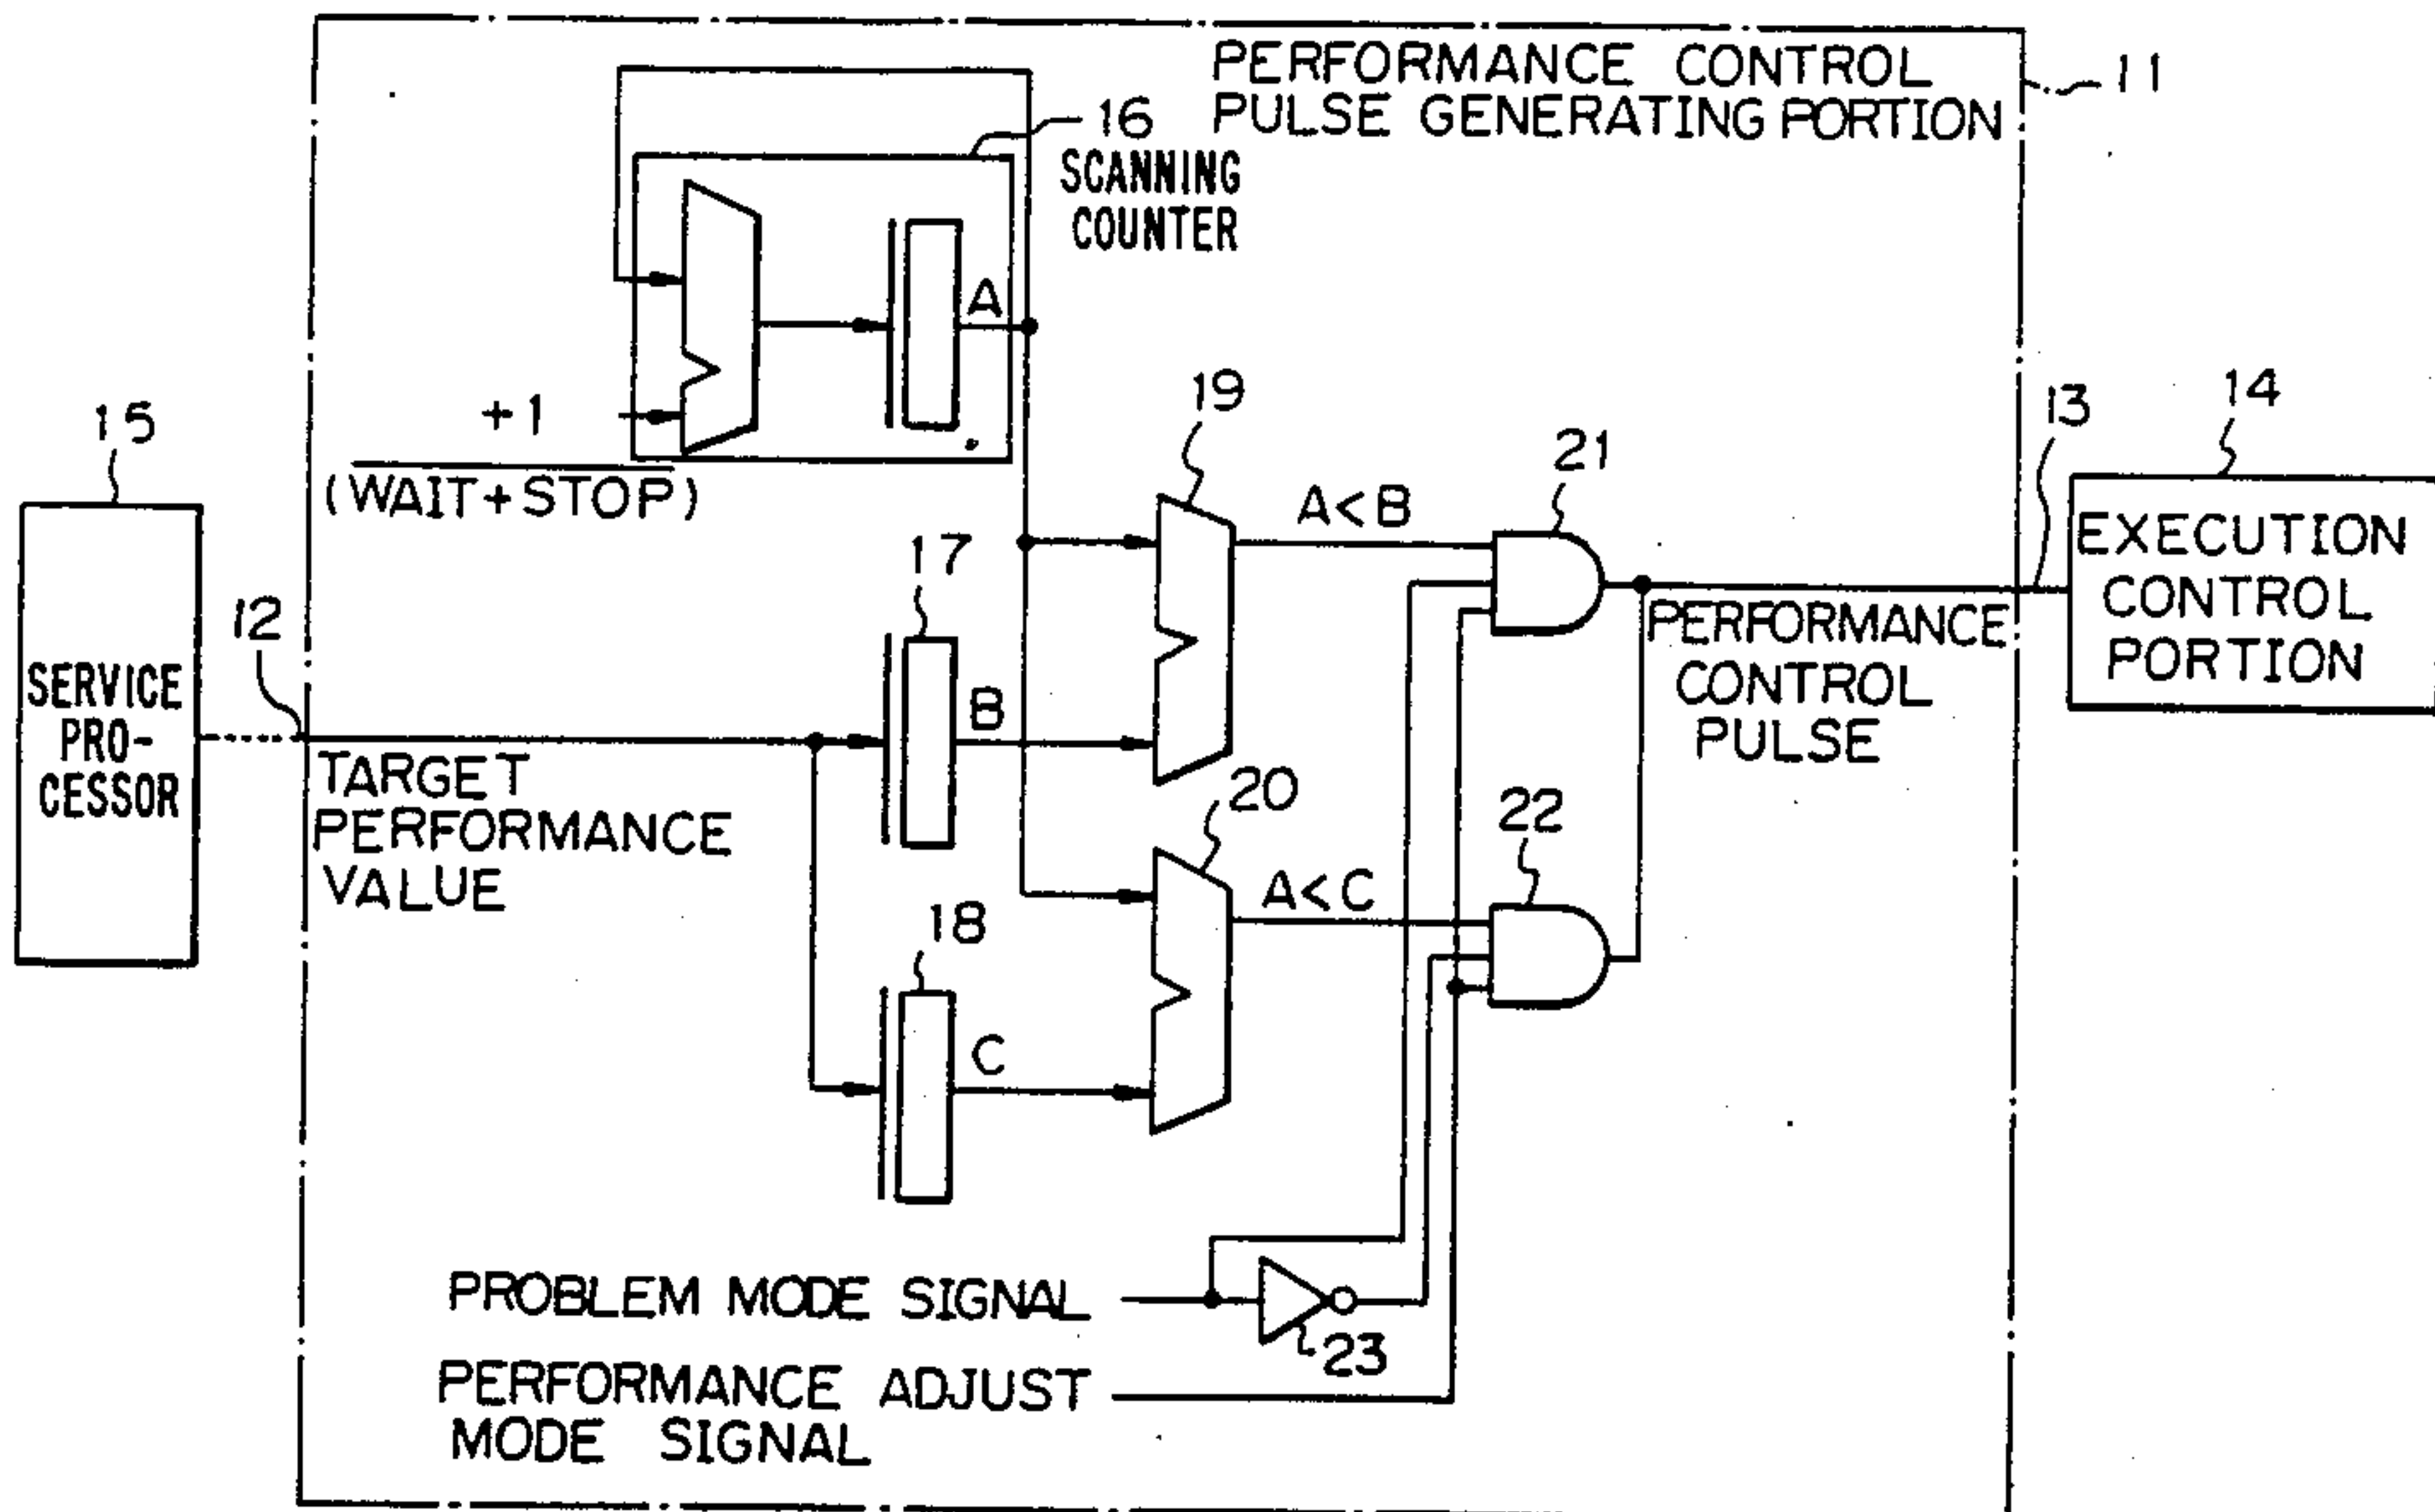 PERFORMANCE CONTROL
PULSE GENERATING PORTION
11
16
SCANNING
COUNTER
A
+1
(WAIT+STOP)
15
SERVICE
PRO-
CESSOR
12
TARGET
PERFORMANCE
VALUE
17
B
18
C
19
A<B
20
A<C
21
22
PERFORMANCE
CONTROL
PULSE
13
14
EXECUTION
CONTROL
PORTION
PROBLEM MODE SIGNAL
23
PERFORMANCE ADJUST
MODE SIGNAL